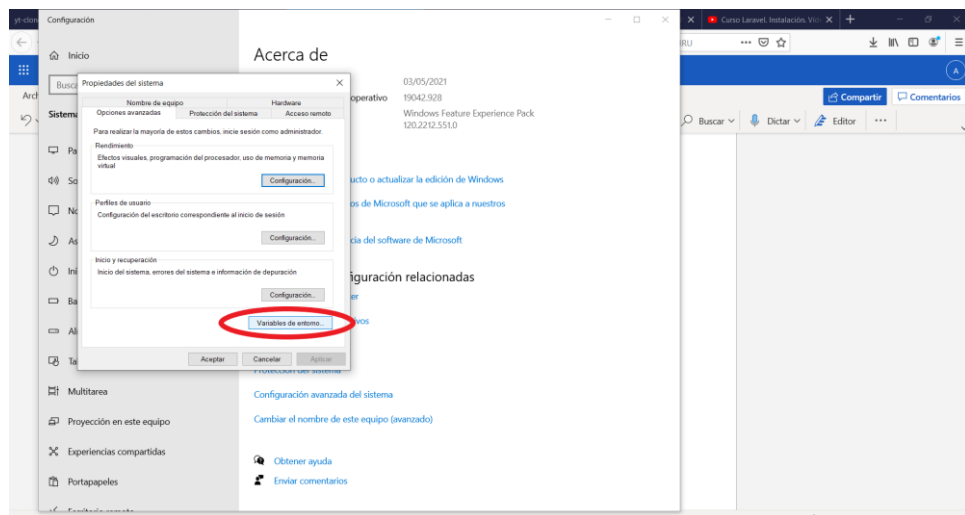 yt-clon
Configuración
Curso Laravel. Instalación. Víd
Inicio
Acerca de
Busca
Propiedades del sistema
03/05/2021
operativo 19042.928
Windows Feature Experience Pack
120.2212.551.0
Compartir
Comentarios
Buscar
Dictar
Editor
Nombre de equipo
Hardware
Opciones avanzadas
Protección del sistema
Acceso remoto
Para realizar la mayoría de estos cambios, inicie sesión como administrador.
Rendimiento
Efectos visuales, programación del procesador, uso de memoria y memoria
virtual
Configuración...
Perfiles de usuario
Configuración del escritorio correspondiente al inicio de sesión
Configuración...
Inicio y recuperación
Inicio del sistema, errores del sistema e información de depuración
Configuración...
Variables de entorno...
Aceptar
Cancelar
Aplicar
ucto o actualizar la edición de Windows
os de Microsoft que se aplica a nuestros
cia del software de Microsoft
figuración relacionadas
Protección del sistema
Configuración avanzada del sistema
Cambiar el nombre de este equipo (avanzado)
Obtener ayuda
Enviar comentarios
Multitarea
Proyección en este equipo
Experiencias compartidas
Portapapeles
Escritorio remoto